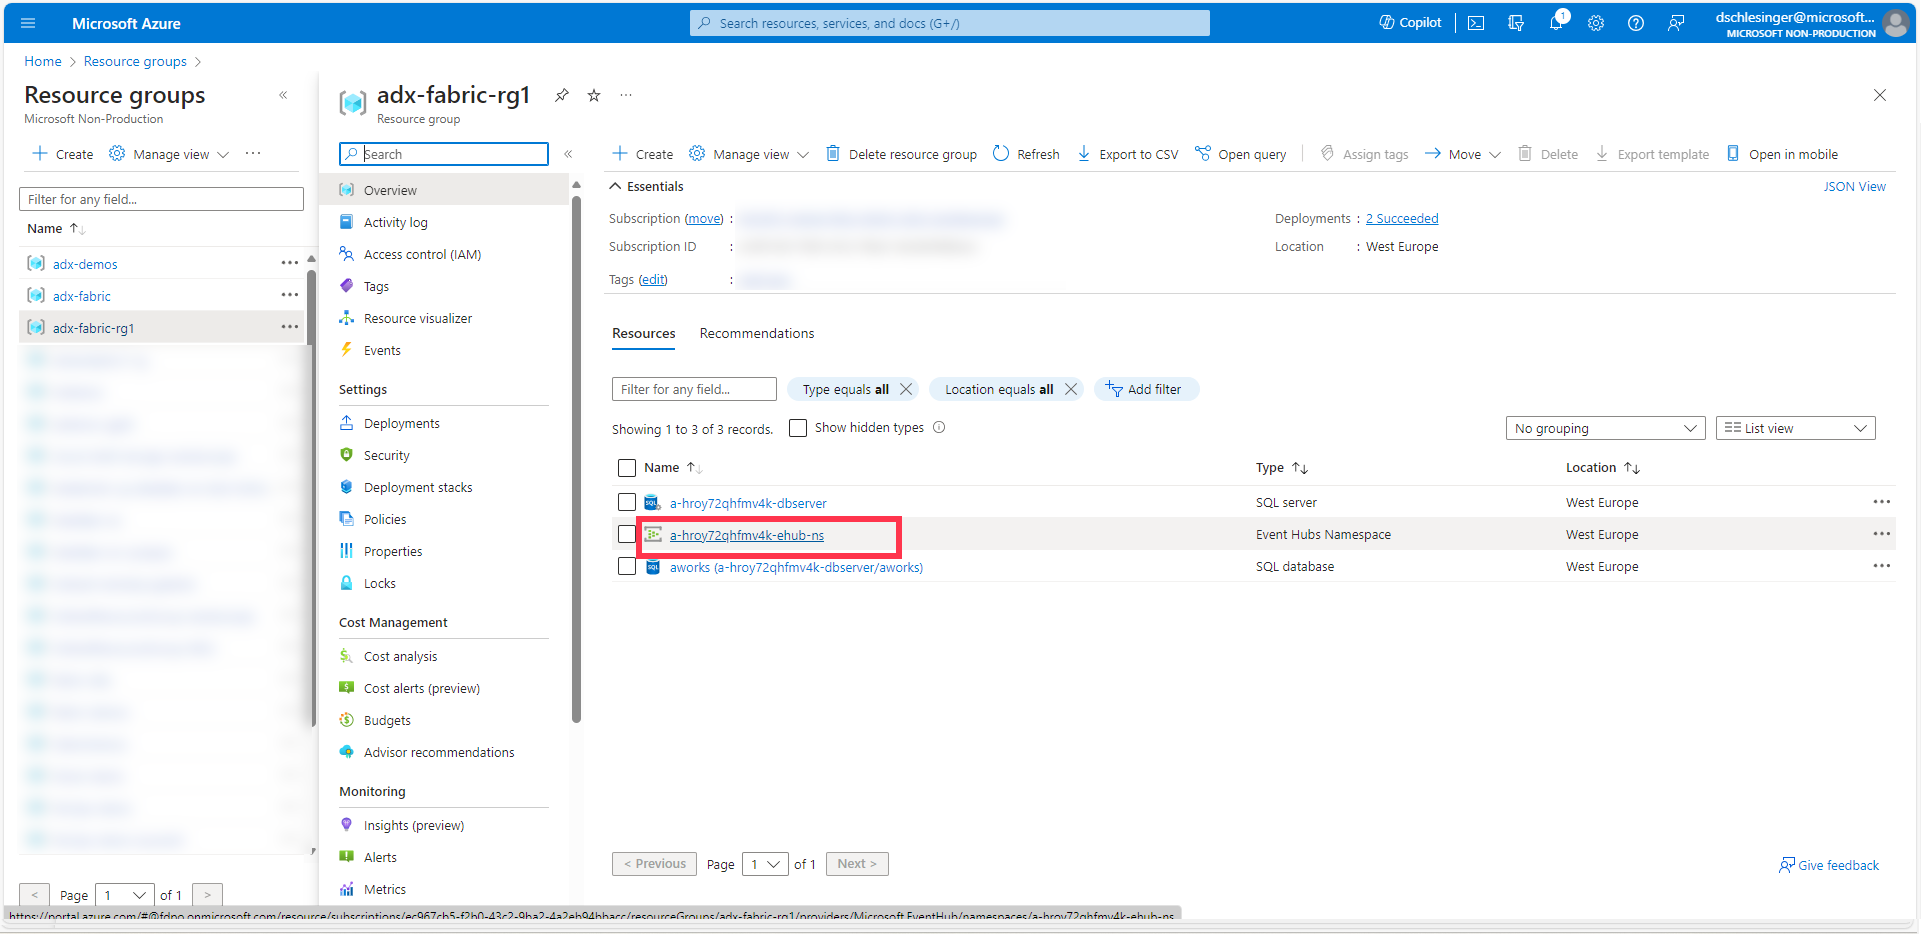 Microsoft Azure
Search resources, services, and docs (G+/)
Copilot
1
dschlesinger@microsoft...
MICROSOFT NON-PRODUCTION
Home > Resource groups >
Resource groups
Microsoft Non-Production
Create
Manage view
Filter for any field...
Name
adx-demos
adx-fabric
adx-fabric-rg1
< Page 1 of 1 >
adx-fabric-rg1
Resource group
Search
Overview
Activity log
Access control (IAM)
Tags
Resource visualizer
Events
Settings
Deployments
Security
Deployment stacks
Policies
Properties
Locks
Cost Management
Cost analysis
Cost alerts (preview)
Budgets
Advisor recommendations
Monitoring
Insights (preview)
Alerts
Metrics
Create Manage view Delete resource group Refresh Export to CSV Open query Assign tags Move Delete Export template Open in mobile
Essentials
JSON View
Subscription (move) :
Deployments : 2 Succeeded
Subscription ID :
Location : West Europe
Tags (edit) :
Resources Recommendations
Filter for any field... Type equals all Location equals all Add filter
Showing 1 to 3 of 3 records. Show hidden types
No grouping List view
Name Type Location
a-hroy72qhfmv4k-dbserver SQL server West Europe
a-hroy72qhfmv4k-ehub-ns Event Hubs Namespace West Europe
aworks (a-hroy72qhfmv4k-dbserver/aworks) SQL database West Europe
< Previous Page 1 of 1 Next >
Give feedback
https://portal.azure.com/#@fdpo.onmicrosoft.com/resource/subscriptions/ec967cb5-f2b0-43c2-9ba2-4a2eb94bbacc/resourceGroups/adx-fabric-rg1/providers/Microsoft.EventHub/namespaces/a-hroy72qhfmv4k-ehub-ns